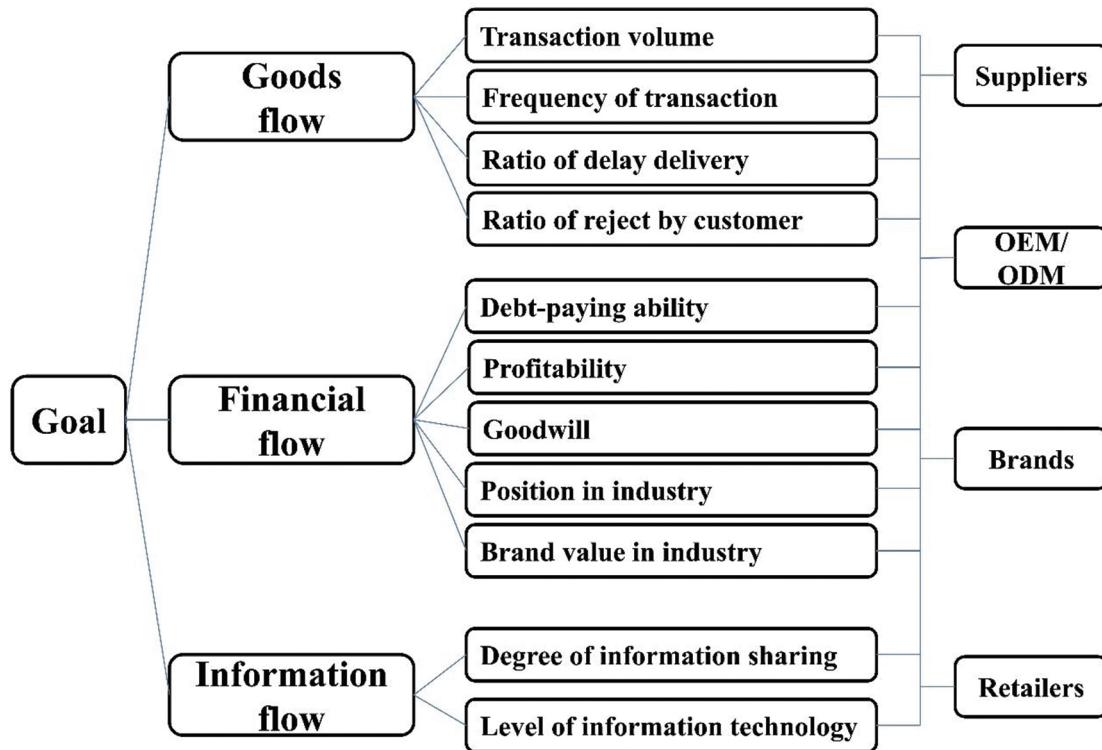 Goal
Goods
flow
Financial
flow
Information
flow
Transaction volume
Frequency of transaction
Ratio of delay delivery
Ratio of reject by customer
Debt-paying ability
Profitability
Goodwill
Position in industry
Brand value in industry
Degree of information sharing
Level of information technology
Suppliers
OEM/
ODM
Brands
Retailers